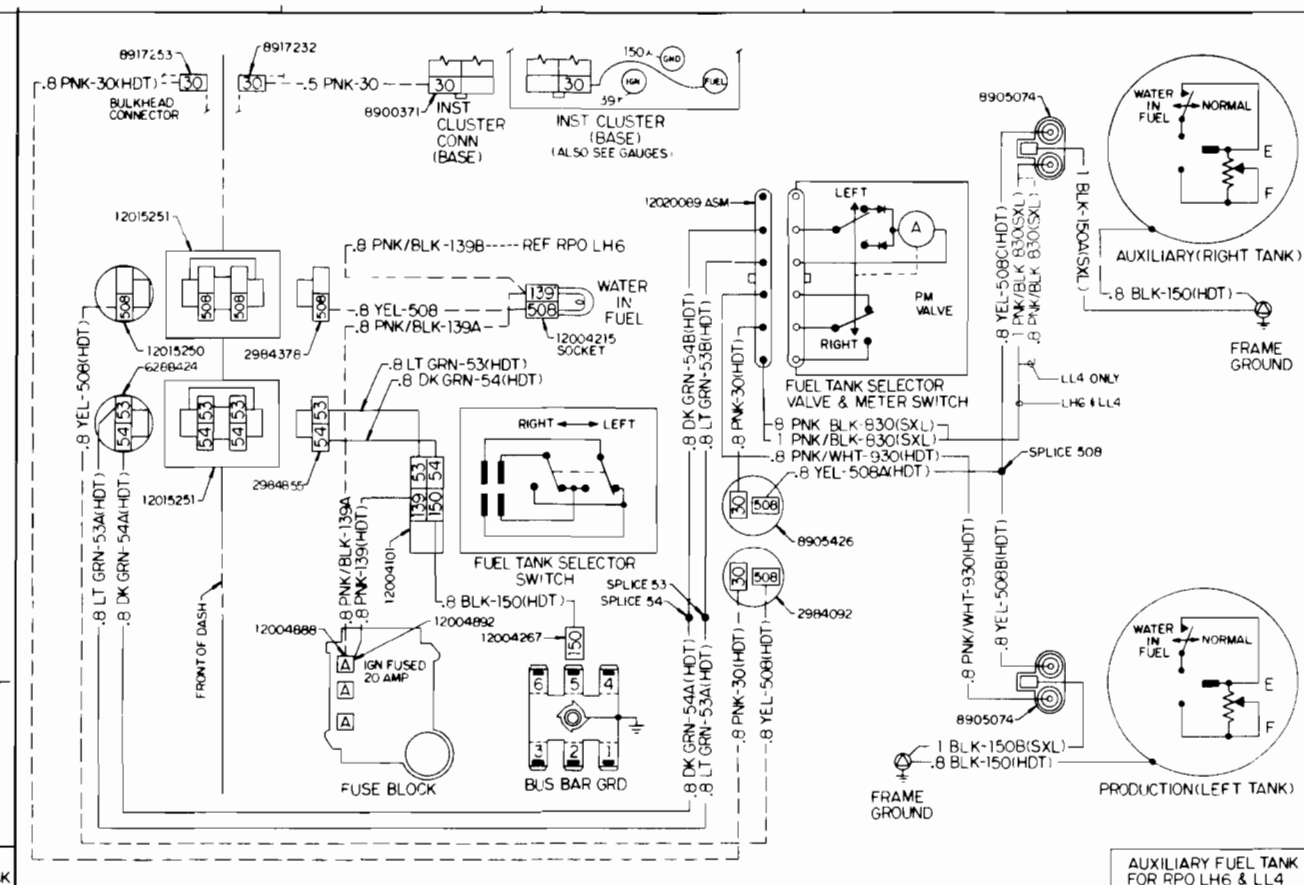 8917253
8917232
.8 PNK-30(HDT)
30
30
.5 PNK-30
30
BULKHEAD
CONNECTOR
8900371
INST
CLUSTER
CONN
(BASE)
150
GND
30
IGN
FUEL
39
INST CLUSTER
(BASE)
(ALSO SEE GAUGES)
12015251
508
508
508
508
.8 PNK/BLK-139B
REF RPO LH6
139
508
WATER
IN
FUEL
.8 YEL-508
.8 PNK/BLK-139A
12004215
SOCKET
12015250
6288424
2984378
.8 YEL-508(HDT)
54 53
54 53
54 53
54 53
.8 LT GRN-53(HDT)
.8 DK GRN-54(HDT)
12015251
2984855
139 53
150 54
12004101
RIGHT
LEFT
FUEL TANK SELECTOR
SWITCH
.8 LT GRN-53A(HDT)
.8 DK GRN-54A(HDT)
FRONT OF DASH
.8 PNK/BLK-139A
.8 PNK-139(HDT)
.8 BLK-150(HDT)
12004888
12004892
A
A
A
IGN FUSED
20 AMP
FUSE BLOCK
12004267
150
6
5
4
3
2
1
BUS BAR GRD
SPLICE 53
SPLICE 54
.8 DK GRN-54B(HDT)
.8 LT GRN-53B(HDT)
.8 PNK-30(HDT)
.8 DK GRN-54A(HDT)
.8 LT GRN-53A(HDT)
.8 PNK-30(HDT)
.8 YEL-508(HDT)
12020089 ASM
LEFT
A
PM
VALVE
RIGHT
FUEL TANK SELECTOR
VALVE & METER SWITCH
.8 PNK BLK-830(SXL)
1 PNK/BLK-830(SXL)
.8 PNK/WHT-930(HDT)
.8 YEL-508A(HDT)
30
508
8905426
30
508
2984092
8905074
.8 YEL-508C(HDT)
1 PNK/BLK 830(SXL)
.8 PNK/BLK 830(SXL)
1 BLK-150A(SXL)
LL4 ONLY
LH6 & LL4
SPLICE 508
.8 PNK/WHT-930(HDT)
.8 YEL-508B(HDT)
WATER
IN
FUEL
NORMAL
E
F
AUXILIARY(RIGHT TANK)
.8 BLK-150(HDT)
FRAME
GROUND
8905074
1 BLK-150B(SXL)
.8 BLK-150(HDT)
FRAME
GROUND
WATER
IN
FUEL
NORMAL
E
F
PRODUCTION(LEFT TANK)
AUXILIARY FUEL TANK
FOR RPO LH6 & LL4